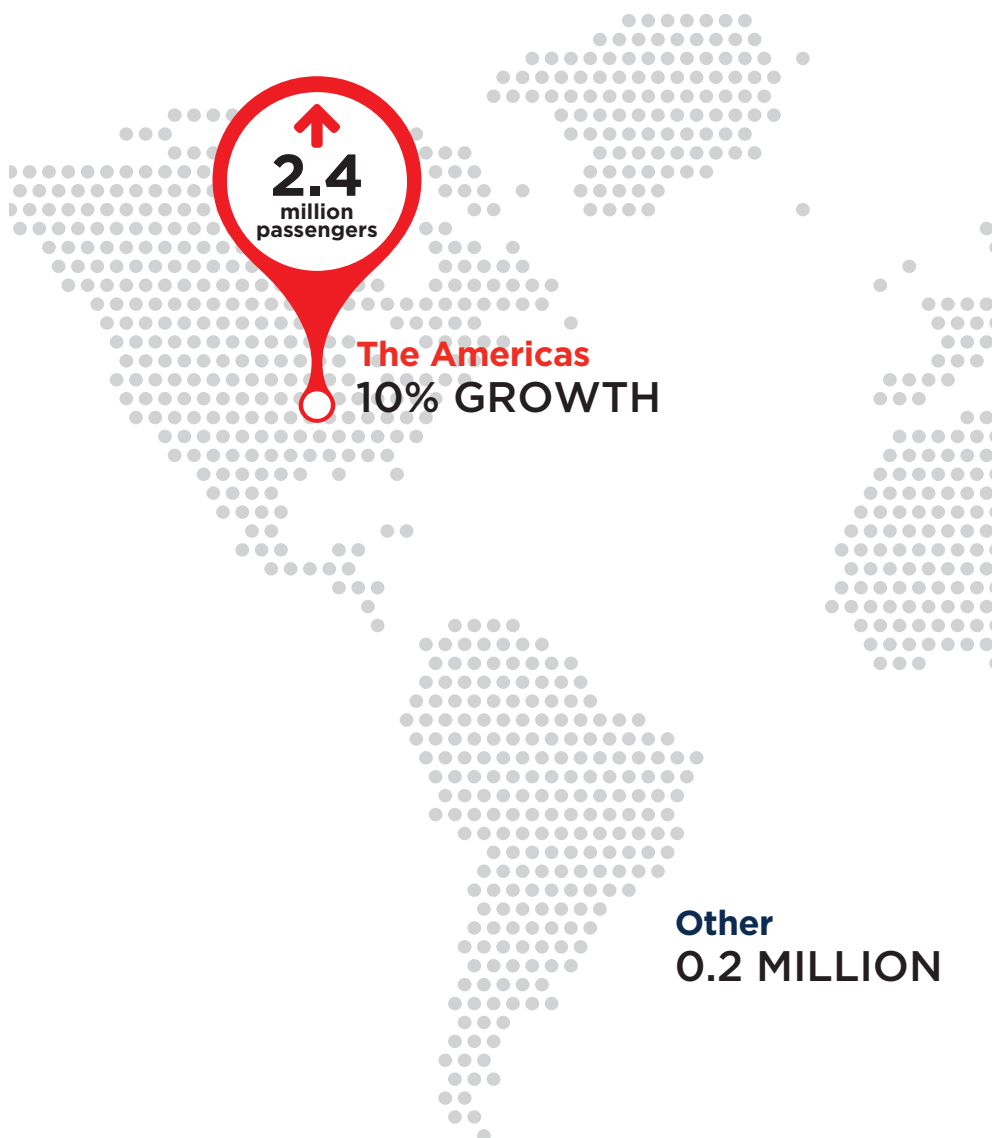 2.4
million
passengers
The Americas
10% GROWTH
Other
0.2 MILLION